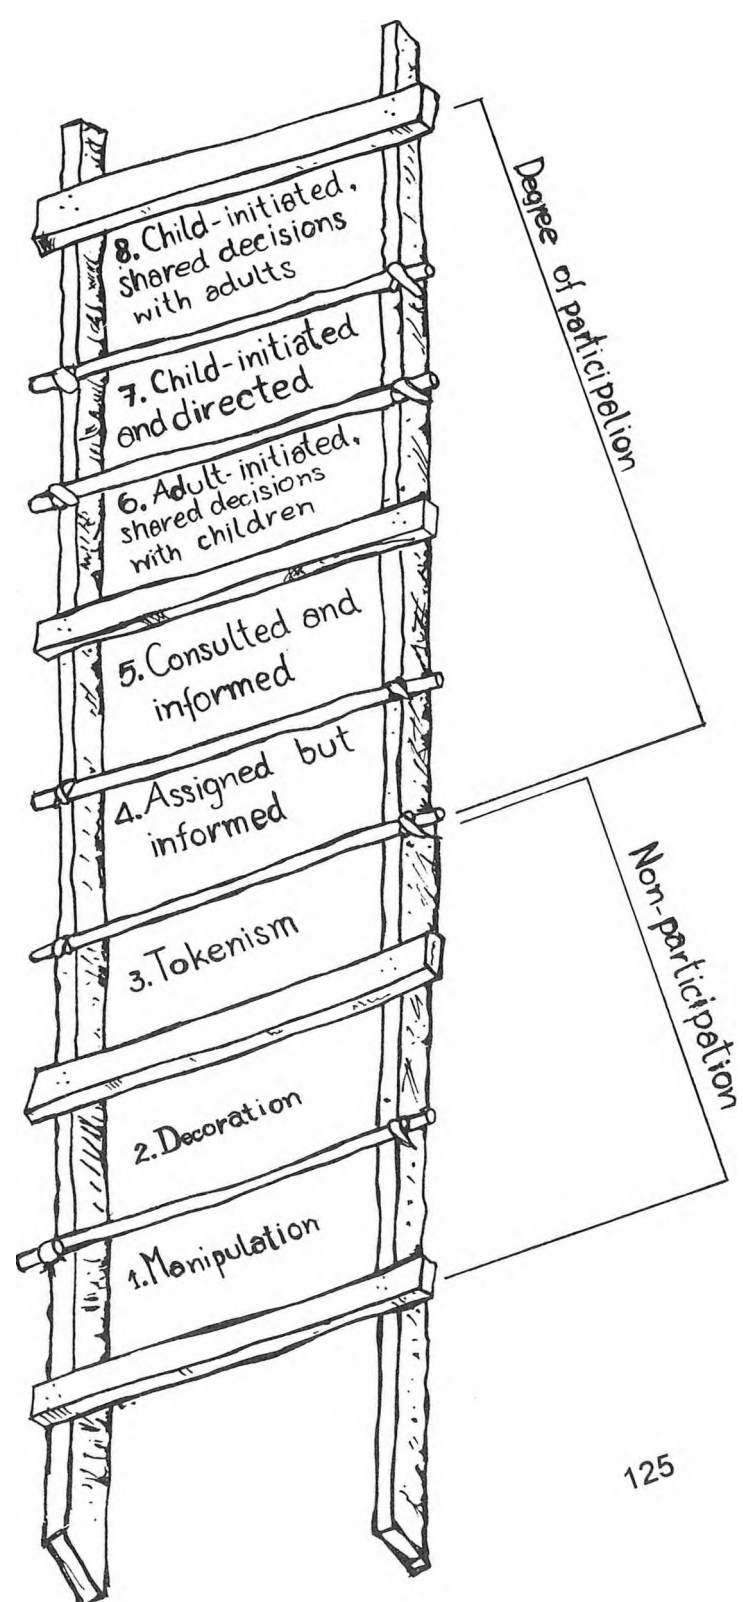 8. Child-initiated,
shared decisions
with adults
7. Child-initiated
and directed
6. Adult-initiated,
shared decisions
with children
5. Consulted and
informed
4. Assigned but
informed
3. Tokenism
2. Decoration
1. Manipulation
Degree of participation
Non-participation
125